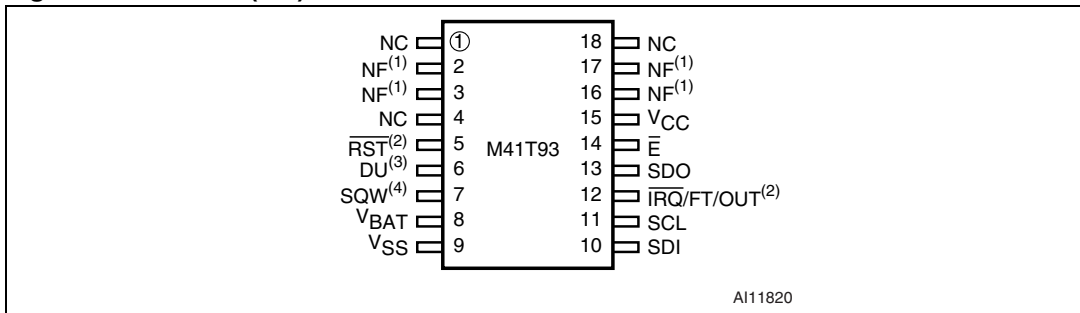 NC 1 18 NC
NF(1) 2 17 NF(1)
NF(1) 3 16 NF(1)
NC 4 15 VCC
R̅S̅T̅(2) 5 M41T93 14 E̅
DU(3) 6 13 SDO
SQW(4) 7 12 I̅R̅Q̅/FT/OUT(2)
VBAT 8 11 SCL
VSS 9 10 SDI
AI11820